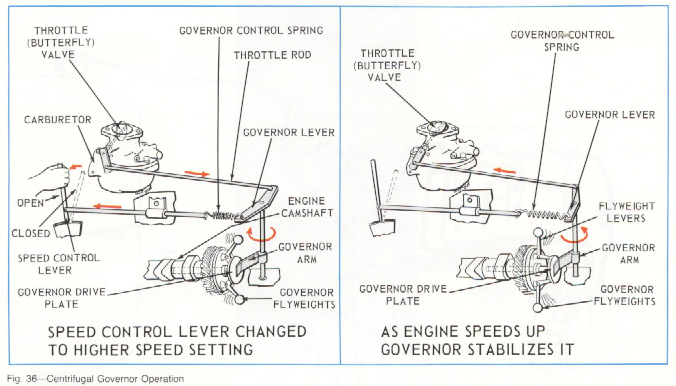 THROTTLE
(BUTTERFLY)
VALVE
GOVERNOR CONTROL SPRING
THROTTLE ROD
CARBURETOR
GOVERNOR LEVER
OPEN
CLOSED
ENGINE
CAMSHAFT
SPEED CONTROL
LEVER
GOVERNOR
ARM
GOVERNOR DRIVE
PLATE
GOVERNOR
FLYWEIGHTS
SPEED CONTROL LEVER CHANGED
TO HIGHER SPEED SETTING
THROTTLE
(BUTTERFLY)
VALVE
GOVERNOR CONTROL
SPRING
GOVERNOR LEVER
FLYWEIGHT
LEVERS
GOVERNOR
ARM
GOVERNOR DRIVE
PLATE
GOVERNOR
FLYWEIGHTS
AS ENGINE SPEEDS UP
GOVERNOR STABILIZES IT
Fig. 36—Centrifugal Governor Operation